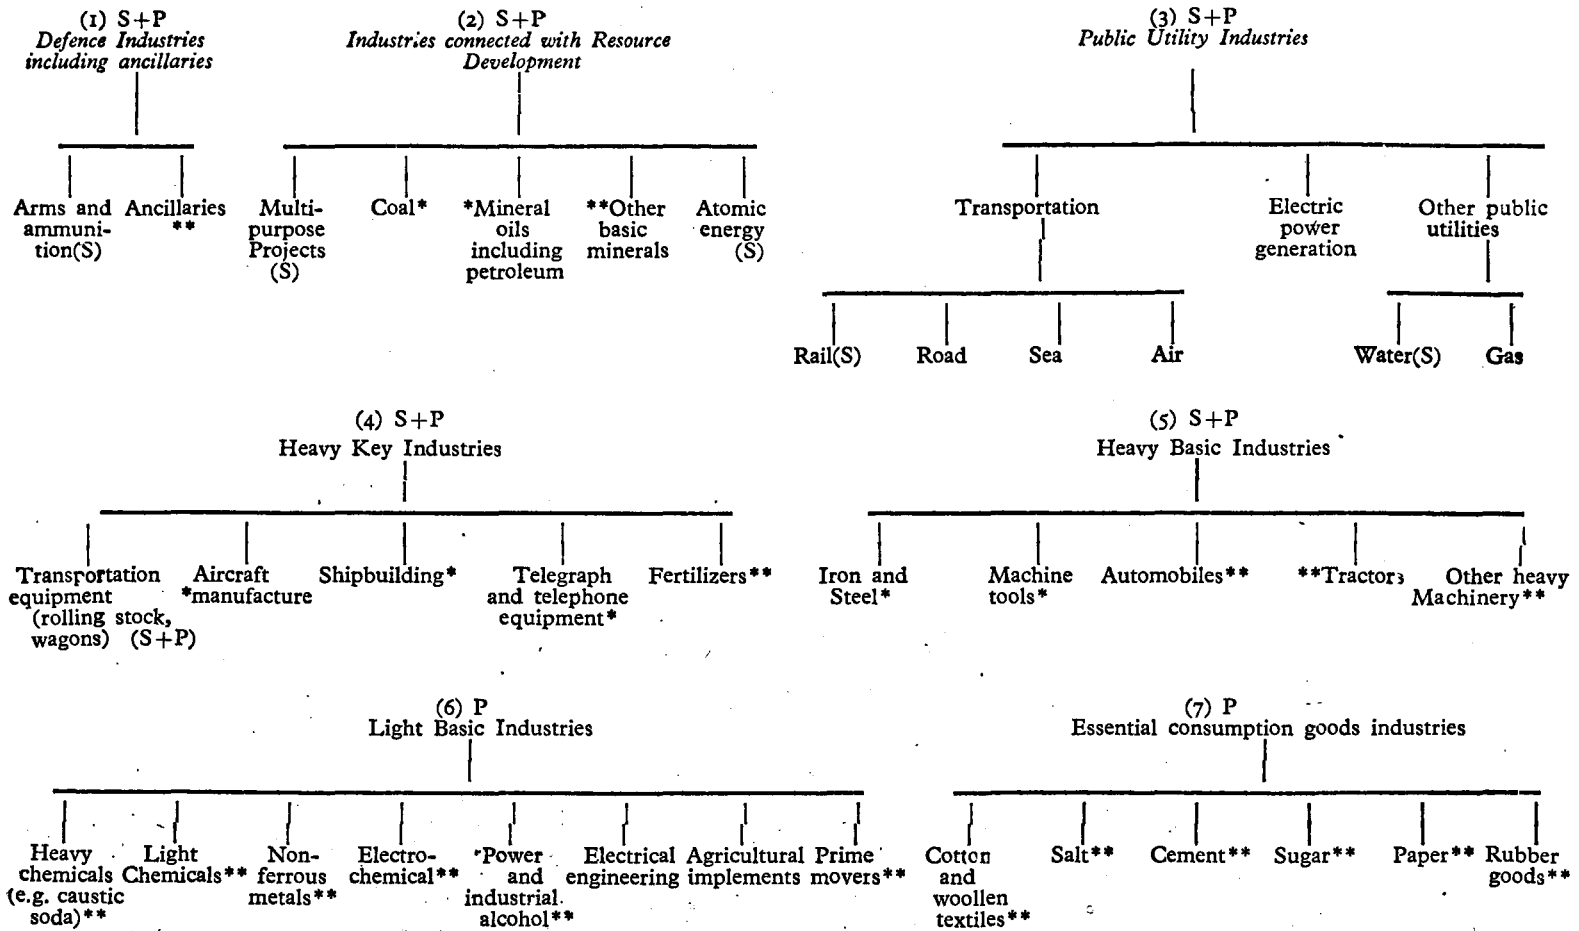 (1) S+P
Defence Industries
including ancillaries
Arms and
ammuni-
tion(S)
Ancillaries
**
(2) S+P
Industries connected with Resource
Development
Multi-
purpose
Projects
(S)
Coal*
*Mineral
oils
including
petroleum
**Other
basic
minerals
Atomic
energy
(S)
(3) S+P
Public Utility Industries
Transportation
Electric
power
generation
Other public
utilities
Rail(S)
Road
Sea
Air
Water(S)
Gas
(4) S+P
Heavy Key Industries
Transportation
equipment
(rolling stock,
wagons) (S+P)
Aircraft
*manufacture
Shipbuilding*
Telegraph
and telephone
equipment*
Fertilizers**
(5) S+P
Heavy Basic Industries
Iron and
Steel*
Machine
tools*
Automobiles**
**Tractors
Other heavy
Machinery**
(6) P
Light Basic Industries
Heavy
chemicals
(e.g. caustic
soda)**
Light
Chemicals**
Non-
ferrous
metals**
Electro-
chemical**
Power
and
industrial
alcohol**
Electrical
engineering
Agricultural
implements
Prime
movers**
(7) P
Essential consumption goods industries
Cotton
and
woollen
textiles**
Salt**
Cement**
Sugar**
Paper**
Rubber
goods**